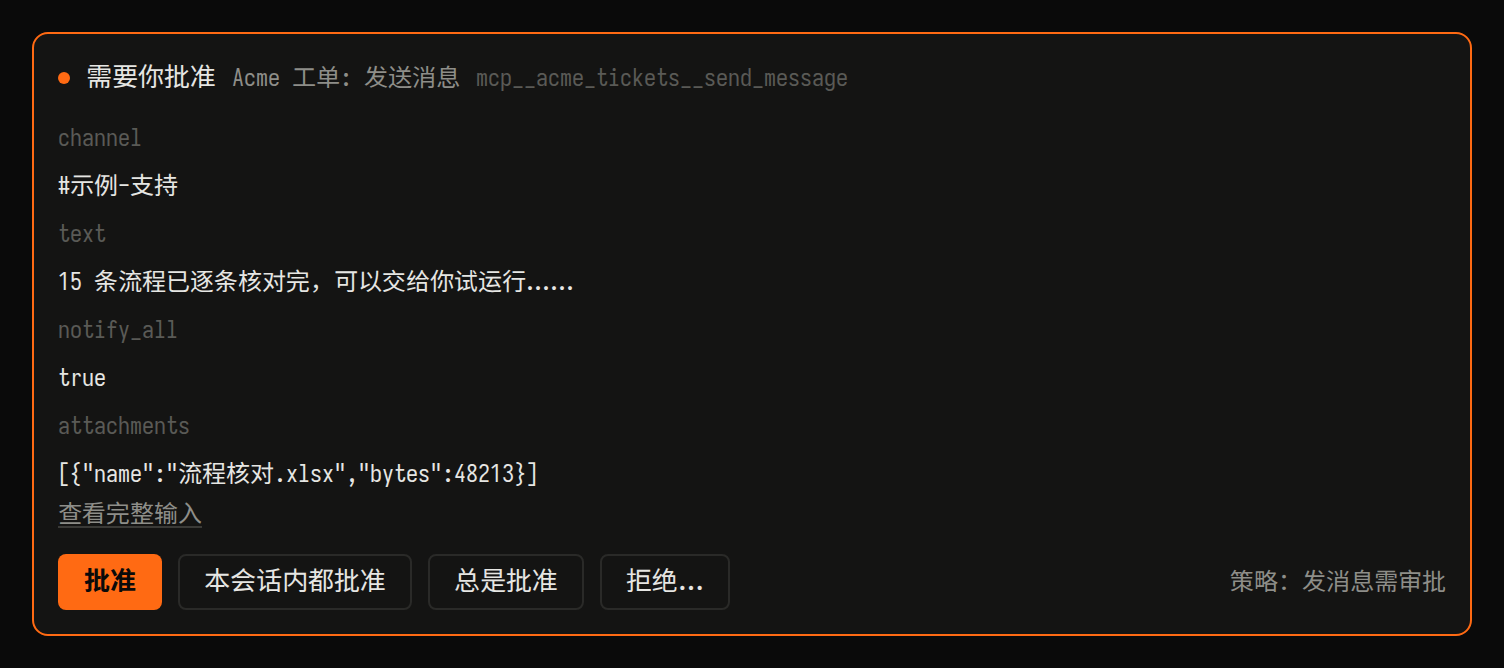 需要你批准 Acme 工单：发送消息 mcp__acme_tickets__send_message
channel
#示例-支持
text
15 条流程已逐条核对完，可以交给你试运行......
notify_all
true
attachments
[{"name":"流程核对.xlsx","bytes":48213}]
查看完整输入
批准 本会话内都批准 总是批准 拒绝... 策略：发消息需审批